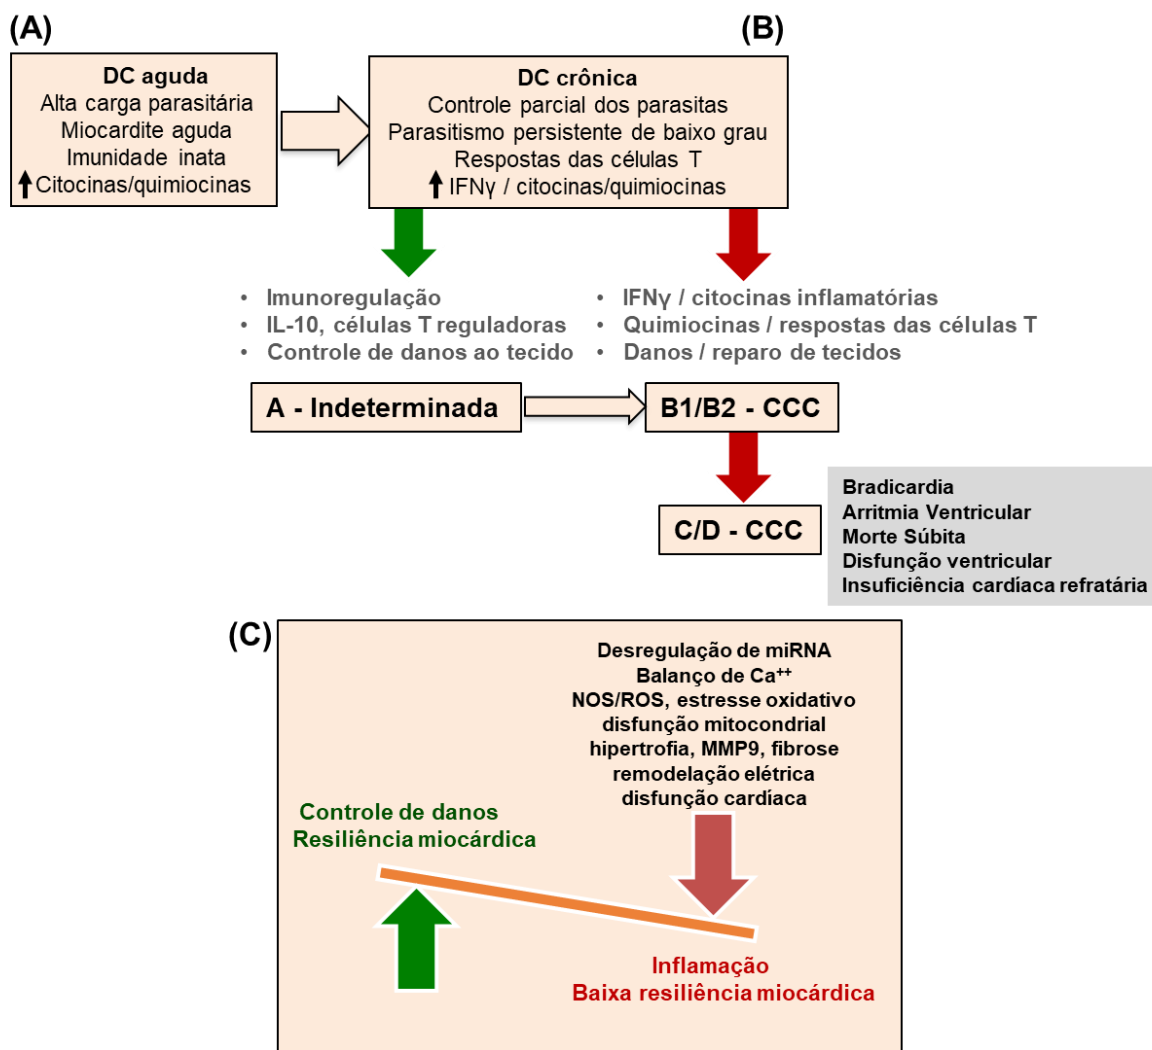 (A)
DC aguda
Alta carga parasitária
Miocardite aguda
Imunidade inata
Citocinas/quimiocinas
(B)
DC crônica
Controle parcial dos parasitas
Parasitismo persistente de baixo grau
Respostas das células T
IFNγ / citocinas/quimiocinas
• Imunoregulação
• IL-10, células T reguladoras
• Controle de danos ao tecido
• IFNγ / citocinas inflamatórias
• Quimiocinas / respostas das células T
• Danos / reparo de tecidos
A - Indeterminada
B1/B2 - CCC
C/D - CCC
Bradicardia
Arritmia Ventricular
Morte Súbita
Disfunção ventricular
Insuficiência cardíaca refratária
(C)
Desregulação de miRNA
Balanço de Ca⁺⁺
NOS/ROS, estresse oxidativo
disfunção mitocondrial
hipertrofia, MMP9, fibrose
remodelação elétrica
disfunção cardíaca
Controle de danos
Resiliência miocárdica
Inflamação
Baixa resiliência miocárdica